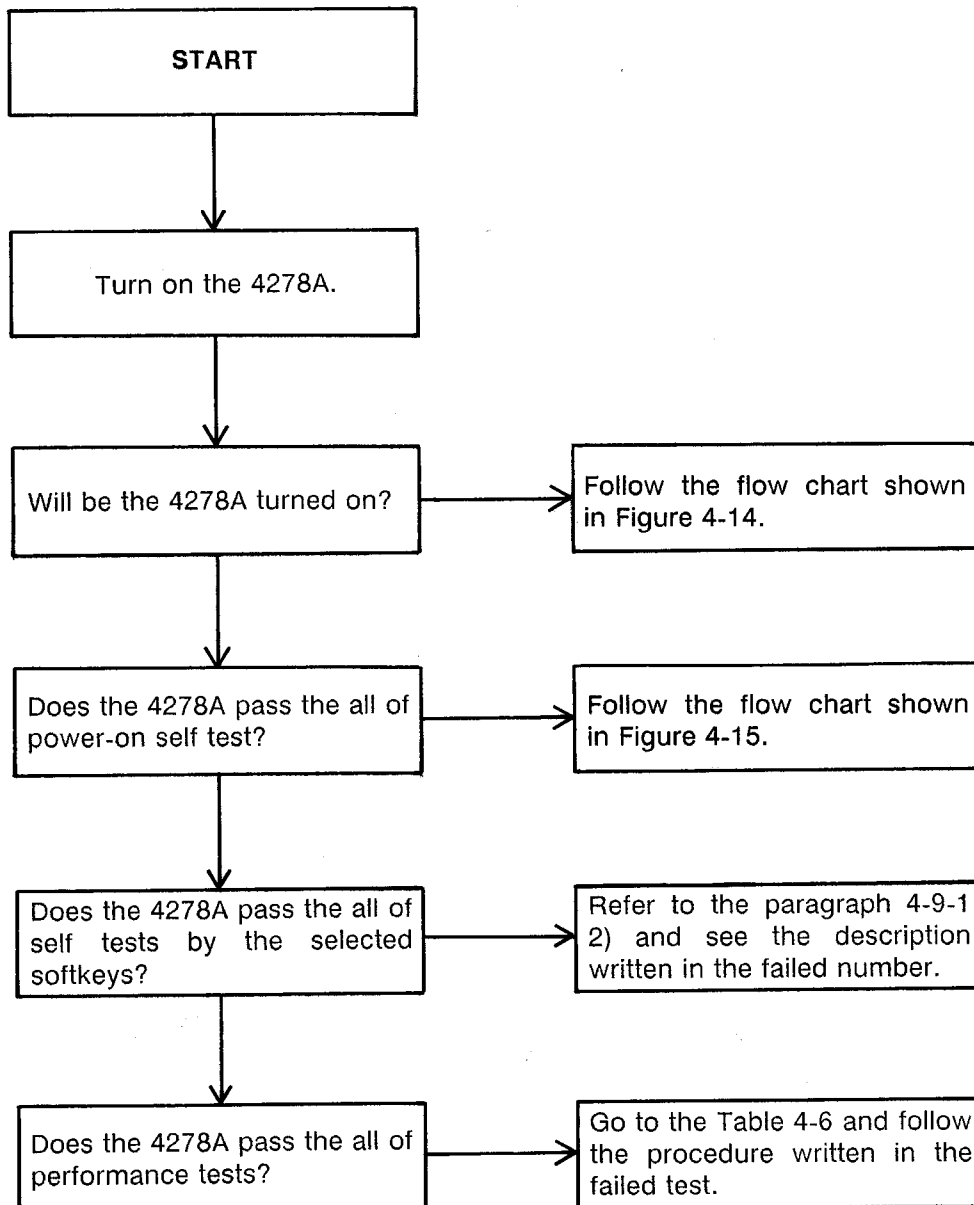 START
Turn on the 4278A.
Will be the 4278A turned on?
Follow the flow chart shown
in Figure 4-14.
Does the 4278A pass the all of
power-on self test?
Follow the flow chart shown
in Figure 4-15.
Does the 4278A pass the all of
self tests by the selected
softkeys?
Refer to the paragraph 4-9-1
2) and see the description
written in the failed number.
Does the 4278A pass the all of
performance tests?
Go to the Table 4-6 and follow
the procedure written in the
failed test.